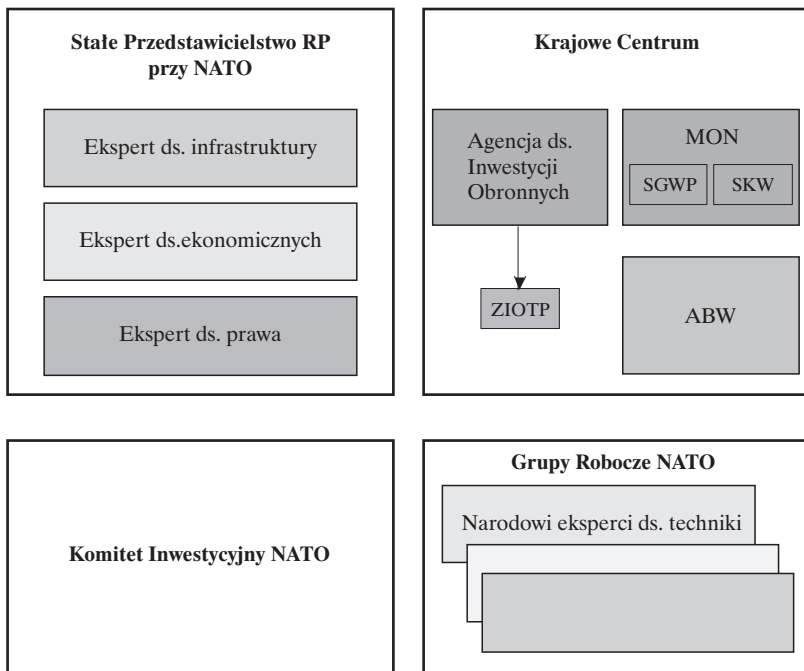 Stałe Przedstawicielstwo RP
przy NATO
Ekspert ds. infrastruktury
Ekspert ds.ekonomicznych
Ekspert ds. prawa
Krajowe Centrum
Agencja ds.
Inwestycji
Obronnych
MON
SGWP
SKW
ZIOTP
ABW
Komitet Inwestycyjny NATO
Grupy Robocze NATO
Narodowi eksperci ds. techniki